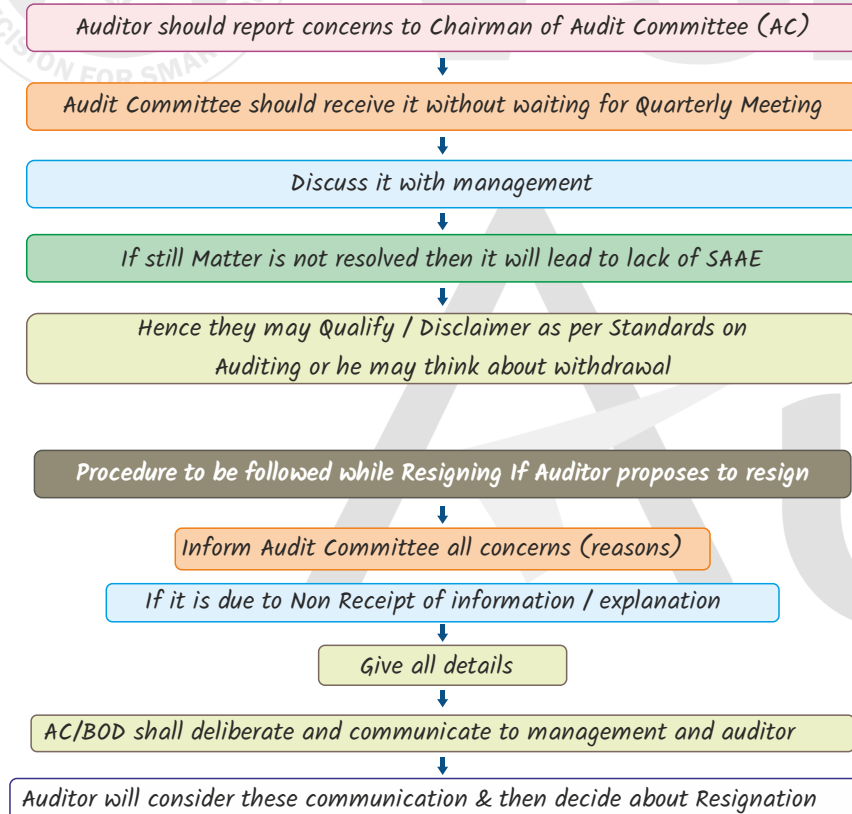 Auditor should report concerns to Chairman of Audit Committee (AC)
CISION FOR SMAR
Audit Committee should receive it without waiting for Quarterly Meeting
Discuss it with management
If still Matter is not resolved then it will lead to lack of SAAE
Hence they may Qualify / Disclaimer as per Standards on
Auditing or he may think about withdrawal
Procedure to be followed while Resigning If Auditor proposes to resign
Inform Audit Committee all concerns (reasons)
If it is due to Non Receipt of information / explanation
Give all details
AC/BOD shall deliberate and communicate to management and auditor
Auditor will consider these communication & then decide about Resignation